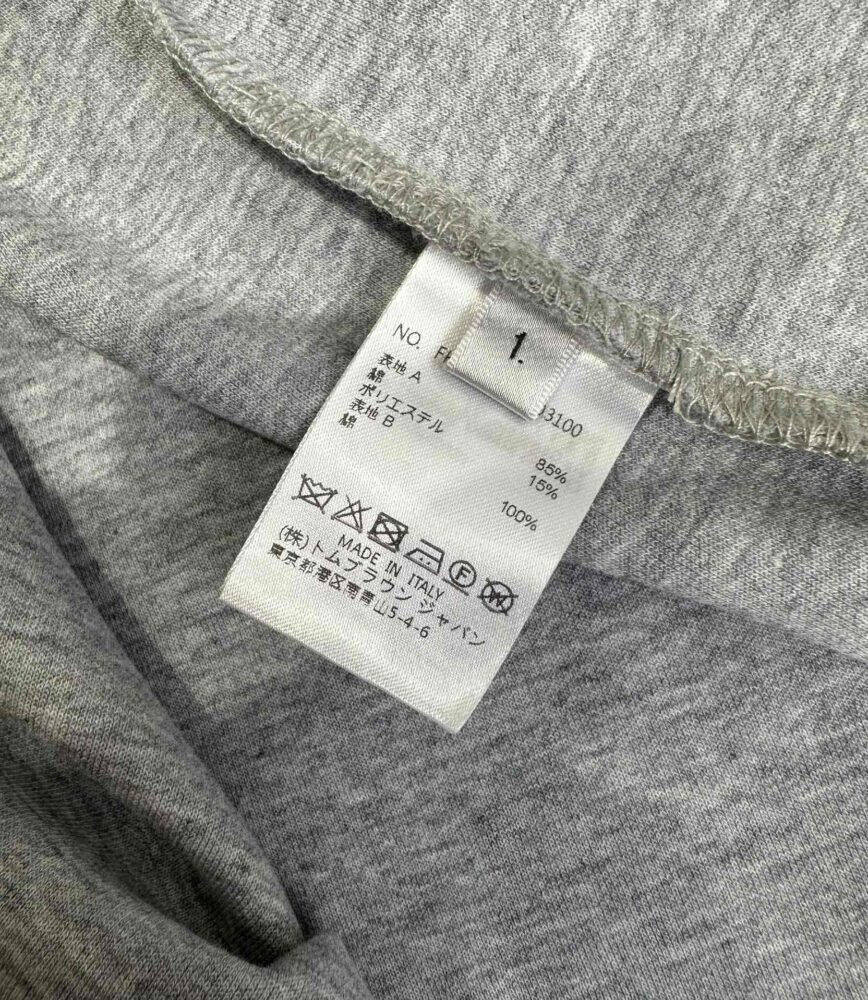 1.
NO. 3100
表地 A
綿 85%
ポリエステル 15%
表地 B
綿 100%
F W
MADE IN ITALY
(株)トムブラウン ジャパン
東京都港区南青山5-4-6